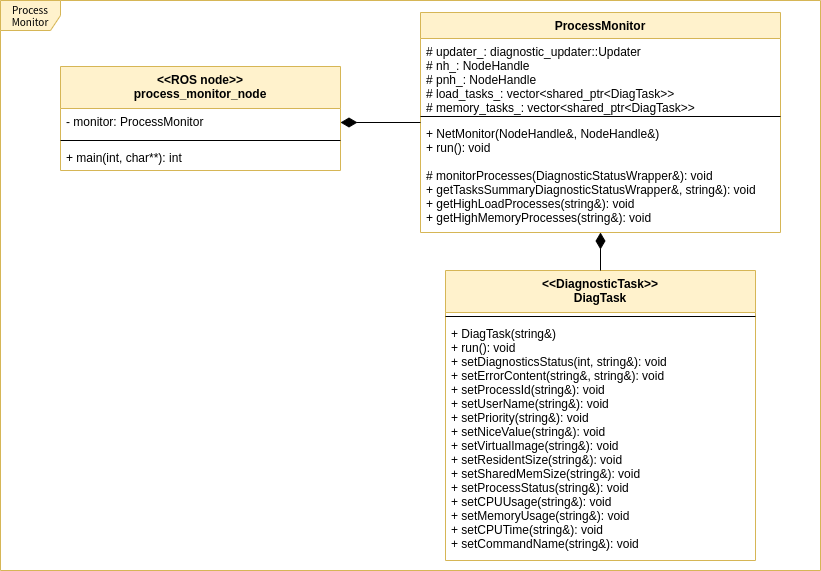 Process
Monitor
<<ROS node>>
process_monitor_node
- monitor: ProcessMonitor
+ main(int, char**): int
ProcessMonitor
# updater_: diagnostic_updater::Updater
# nh_: NodeHandle
# pnh_: NodeHandle
# load_tasks_: vector<shared_ptr<DiagTask>>
# memory_tasks_: vector<shared_ptr<DiagTask>>
+ NetMonitor(NodeHandle&, NodeHandle&)
+ run(): void
# monitorProcesses(DiagnosticStatusWrapper&): void
+ getTasksSummaryDiagnosticStatusWrapper&, string&): void
+ getHighLoadProcesses(string&): void
+ getHighMemoryProcesses(string&): void
<<DiagnosticTask>>
DiagTask
+ DiagTask(string&)
+ run(): void
+ setDiagnosticsStatus(int, string&): void
+ setErrorContent(string&, string&): void
+ setProcessId(string&): void
+ setUserName(string&): void
+ setPriority(string&): void
+ setNiceValue(string&): void
+ setVirtualImage(string&): void
+ setResidentSize(string&): void
+ setSharedMemSize(string&): void
+ setProcessStatus(string&): void
+ setCPUUsage(string&): void
+ setMemoryUsage(string&): void
+ setCPUTime(string&): void
+ setCommandName(string&): void